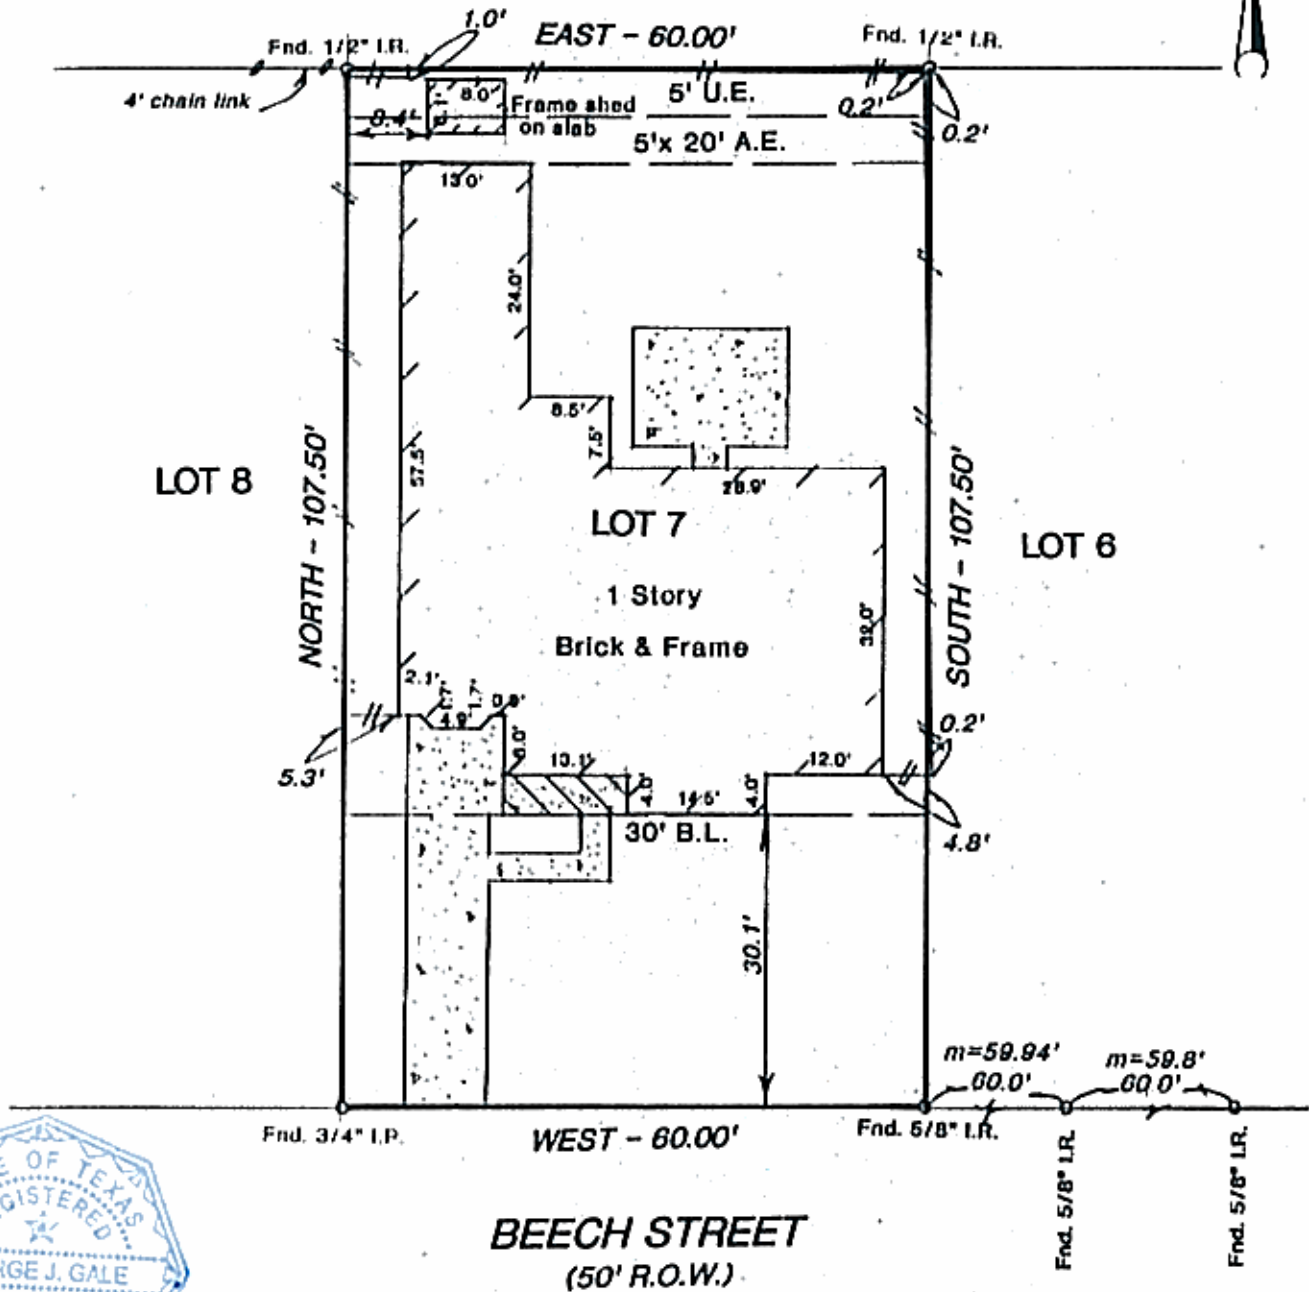 1.0'
EAST - 60.00'
Fnd. 1/2" I.R.
Fnd. 1/2" I.R.
4' chain link
8.0'
Frame shed
on slab
5' U.E.
0.2'
0.2'
5'x 20' A.E.
13.0'
24.0'
8.5'
7.5'
28.9'
57.5'
LOT 8
NORTH - 107.50'
LOT 7
SOUTH - 107.50'
LOT 6
1 Story
Brick & Frame
32.0'
2.1'
1.7'
4.9'
0.9'
6.0'
5.3'
0.2'
12.0'
4.0'
14.5'
4.0'
30' B.L.
4.8'
30.1'
m=59.94'
60.0'
m=59.8'
60.0'
Fnd. 3/4" I.P.
WEST - 60.00'
Fnd. 5/8" I.R.
Fnd. 5/8" I.R.
Fnd. 5/8" I.R.
BEECH STREET
(50' R.O.W.)
E OF TEXAS
GISTERED
RGE J. GALE